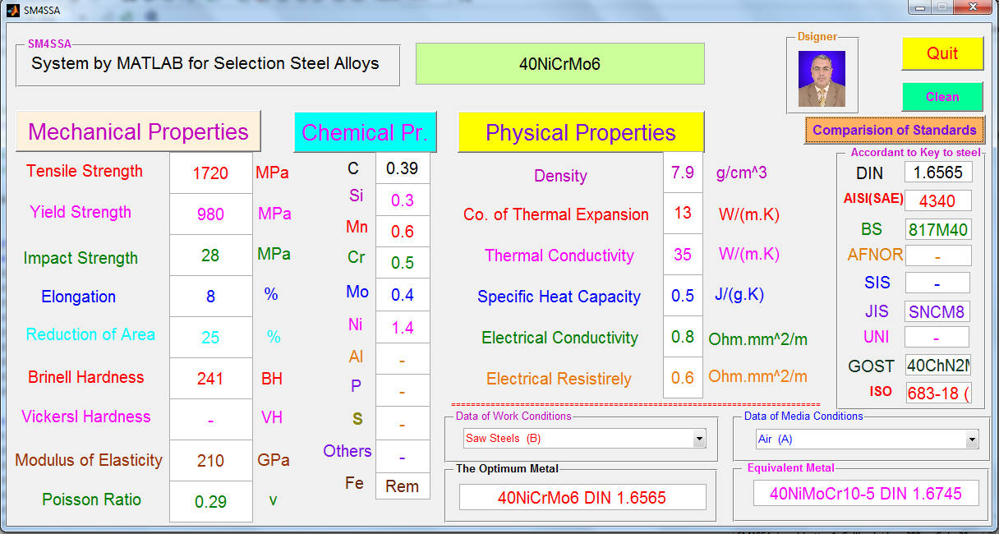 SM4SSA
SM4SSA
System by MATLAB for Selection Steel Alloys
40NiCrMo6
Dsigner
Quit
Clean
Comparision of Standards
Mechanical Properties
Tensile Strength 1720 MPa
Yield Strength 980 MPa
Impact Strength 28 MPa
Elongation 8 %
Reduction of Area 25 %
Brinell Hardness 241 BH
Vickersl Hardness - VH
Modulus of Elasticity 210 GPa
Poisson Ratio 0.29 v
Chemical Pr.
C 0.39
Si 0.3
Mn 0.6
Cr 0.5
Mo 0.4
Ni 1.4
Al -
P -
S -
Others -
Fe Rem
Physical Properties
Density 7.9 g/cm^3
Co. of Thermal Expansion 13 W/(m.K)
Thermal Conductivity 35 W/(m.K)
Specific Heat Capacity 0.5 J/(g.K)
Electrical Conductivity 0.8 Ohm.mm^2/m
Electrical Resistirely 0.6 Ohm.mm^2/m
Accordant to Key to steel
DIN 1.6565
AISI(SAE) 4340
BS 817M40
AFNOR -
SIS -
JIS SNCM8
UNI -
GOST 40ChN2M
ISO 683-18 (
Data of Work Conditions
Saw Steels (B)
Data of Media Conditions
Air (A)
The Optimum Metal
40NiCrMo6 DIN 1.6565
Equivalent Metal
40NiMoCr10-5 DIN 1.6745